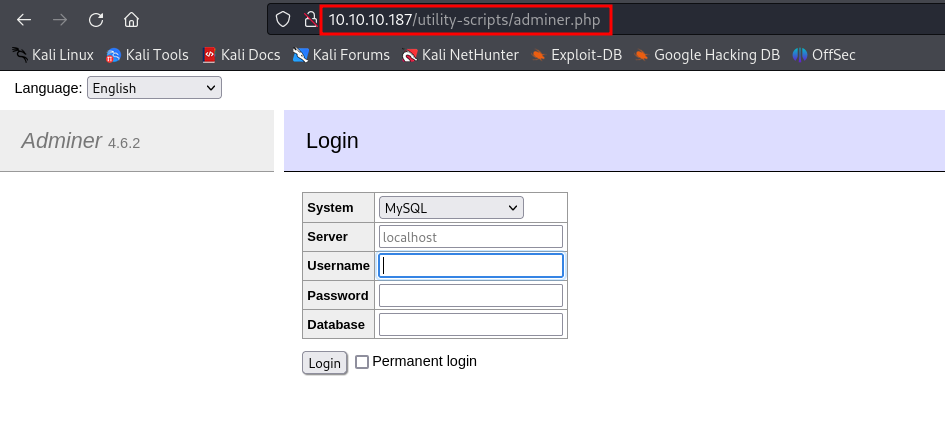 10.10.10.187/utility-scripts/adminer.php
Kali Linux Kali Tools Kali Docs Kali Forums Kali NetHunter Exploit-DB Google Hacking DB OffSec
Language: English
Adminer 4.6.2
Login
System MySQL
Server localhost
Username
Password
Database
Login Permanent login